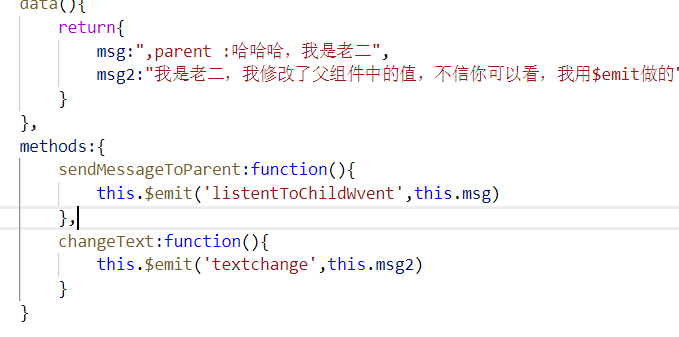 data(){
return{
msg:",parent :哈哈哈，我是老二",
msg2:"我是老二，我修改了父组件中的值，不信你可以看，我用$emit做的"
}
},
methods:{
sendMessageToParent:function(){
this.$emit('listentToChildWvent',this.msg)
},
changeText:function(){
this.$emit('textchange',this.msg2)
}
}